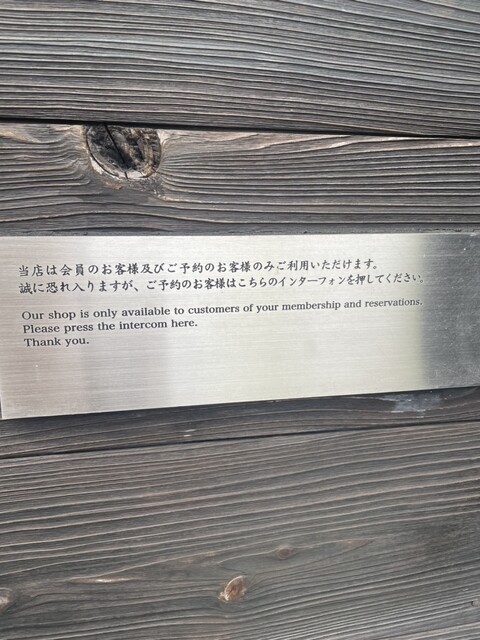 当店は会員のお客様及びご予約のお客様のみご利用いただけます。
誠に恐れ入りますが、ご予約のお客様はこちらのインターフォンを押してください。
Our shop is only available to customers of your membership and reservations.
Please press the intercom here.
Thank you.